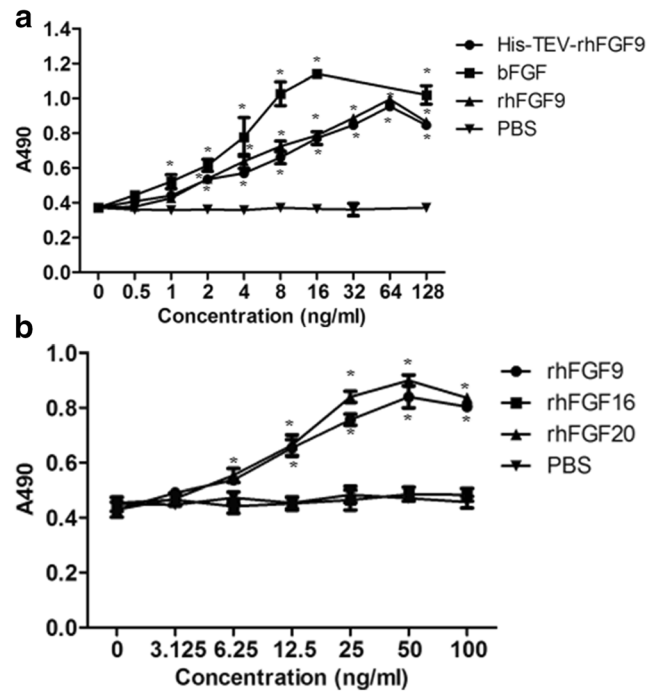 a
1.4
1.2
1.0
0.8
0.6
0.4
0.2
0.0
A490
0 0.5 1 2 4 8 16 32 64 128
Concentration (ng/ml)
His-TEV-rhFGF9
bFGF
rhFGF9
PBS
b
1.0
0.8
0.6
0.4
0.2
0.0
A490
0 3.125 6.25 12.5 25 50 100
Concentration (ng/ml)
rhFGF9
rhFGF16
rhFGF20
PBS